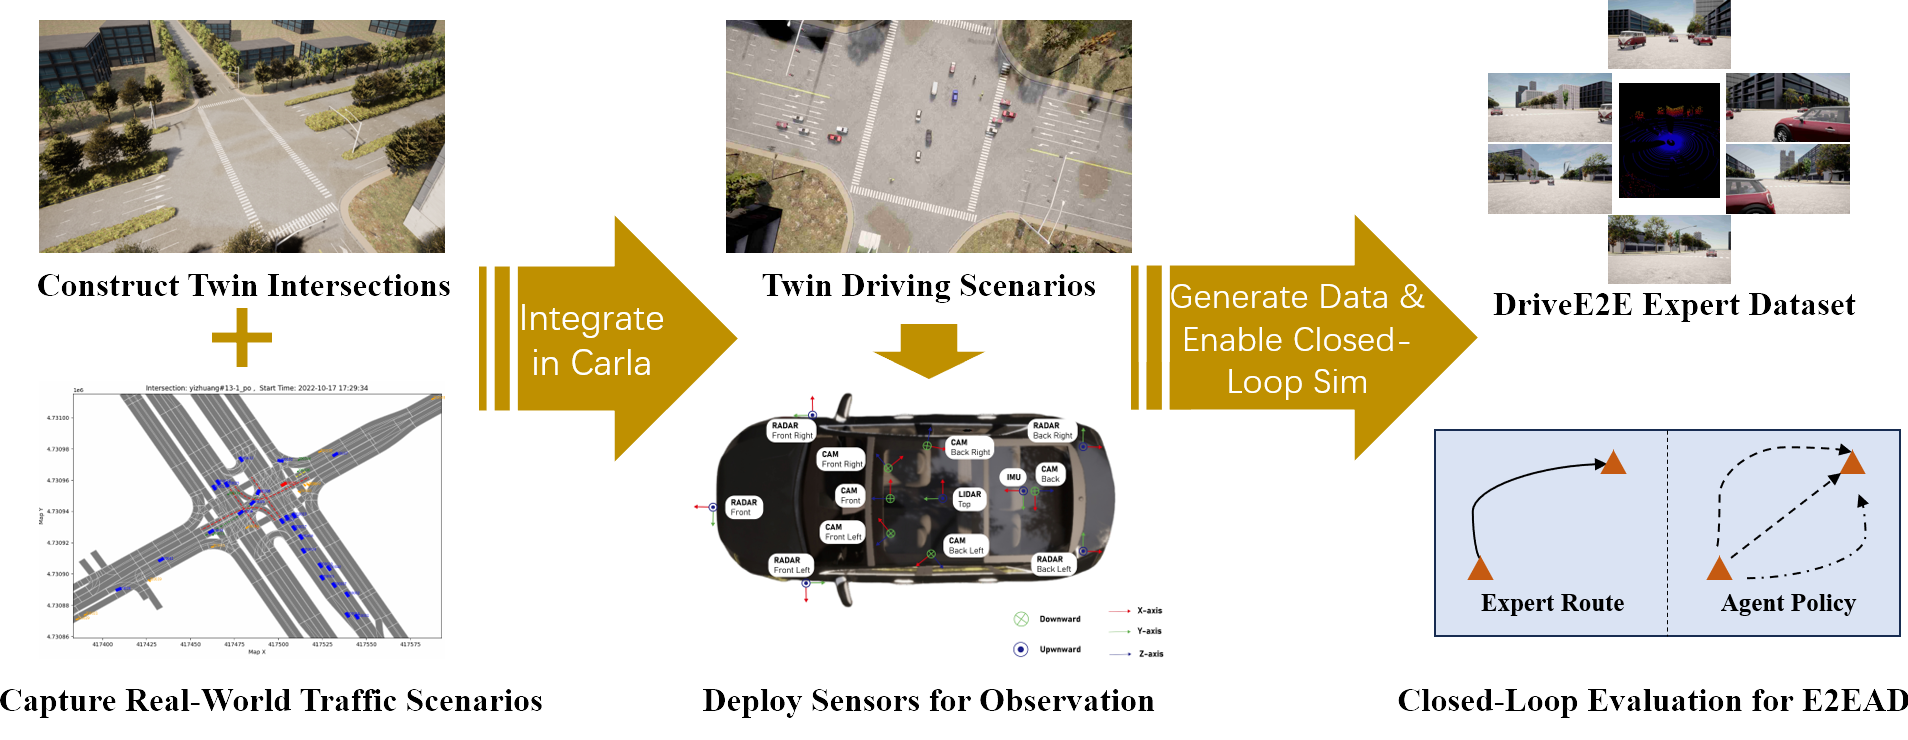 Construct Twin Intersections
Intersection: yizhuang#13-1_po , Start Time: 2022-10-17 17:29:34
1e6
4.73100
4.73098
4.73096
4.73094
4.73092
4.73090
4.73088
4.73086
Map Y
417400
417425
417450
417475
417500
417525
417550
417575
Map X
Capture Real-World Traffic Scenarios
Integrate
in Carla
Twin Driving Scenarios
RADAR
Front Right
CAM
Front Right
CAM
Back Right
RADAR
Back Right
RADAR
Front
CAM
Front
LIDAR
Top
IMU
CAM
Back
CAM
Front Left
CAM
Back Left
RADAR
Front Left
RADAR
Back Left
Downward
Upwnward
X-axis
Y-axis
Z-axis
Deploy Sensors for Observation
Generate Data &
Enable Closed-
Loop Sim
DriveE2E Expert Dataset
Expert Route
Agent Policy
Closed-Loop Evaluation for E2EAD